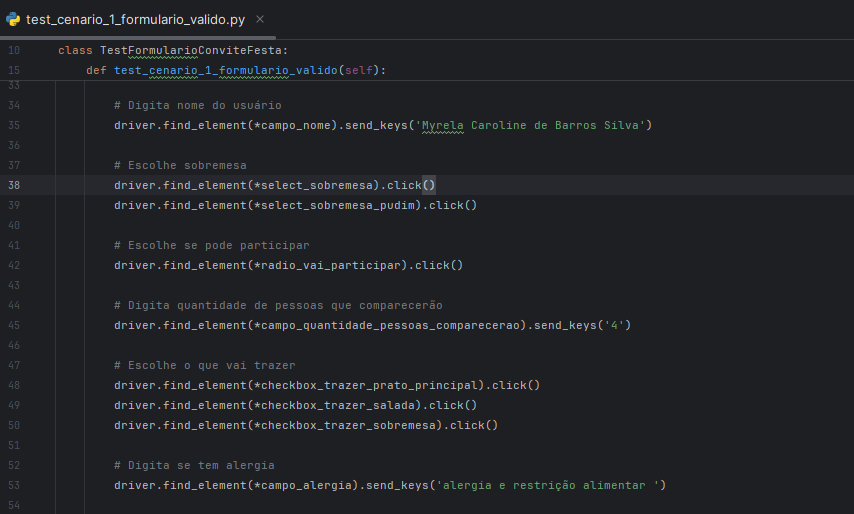 test_cenario_1_formulario_valido.py ×
10 class TestFormularioConviteFesta:
15 def test_cenario_1_formulario_valido(self):
33
34 # Digita nome do usuário
35 driver.find_element(*campo_nome).send_keys('Myrela Caroline de Barros Silva')
36
37 # Escolhe sobremesa
38 driver.find_element(*select_sobremesa).click()
39 driver.find_element(*select_sobremesa_pudim).click()
40
41 # Escolhe se pode participar
42 driver.find_element(*radio_vai_participar).click()
43
44 # Digita quantidade de pessoas que comparecerão
45 driver.find_element(*campo_quantidade_pessoas_comparecerao).send_keys('4')
46
47 # Escolhe o que vai trazer
48 driver.find_element(*checkbox_trazer_prato_principal).click()
49 driver.find_element(*checkbox_trazer_salada).click()
50 driver.find_element(*checkbox_trazer_sobremesa).click()
51
52 # Digita se tem alergia
53 driver.find_element(*campo_alergia).send_keys('alergia e restrição alimentar ')
54